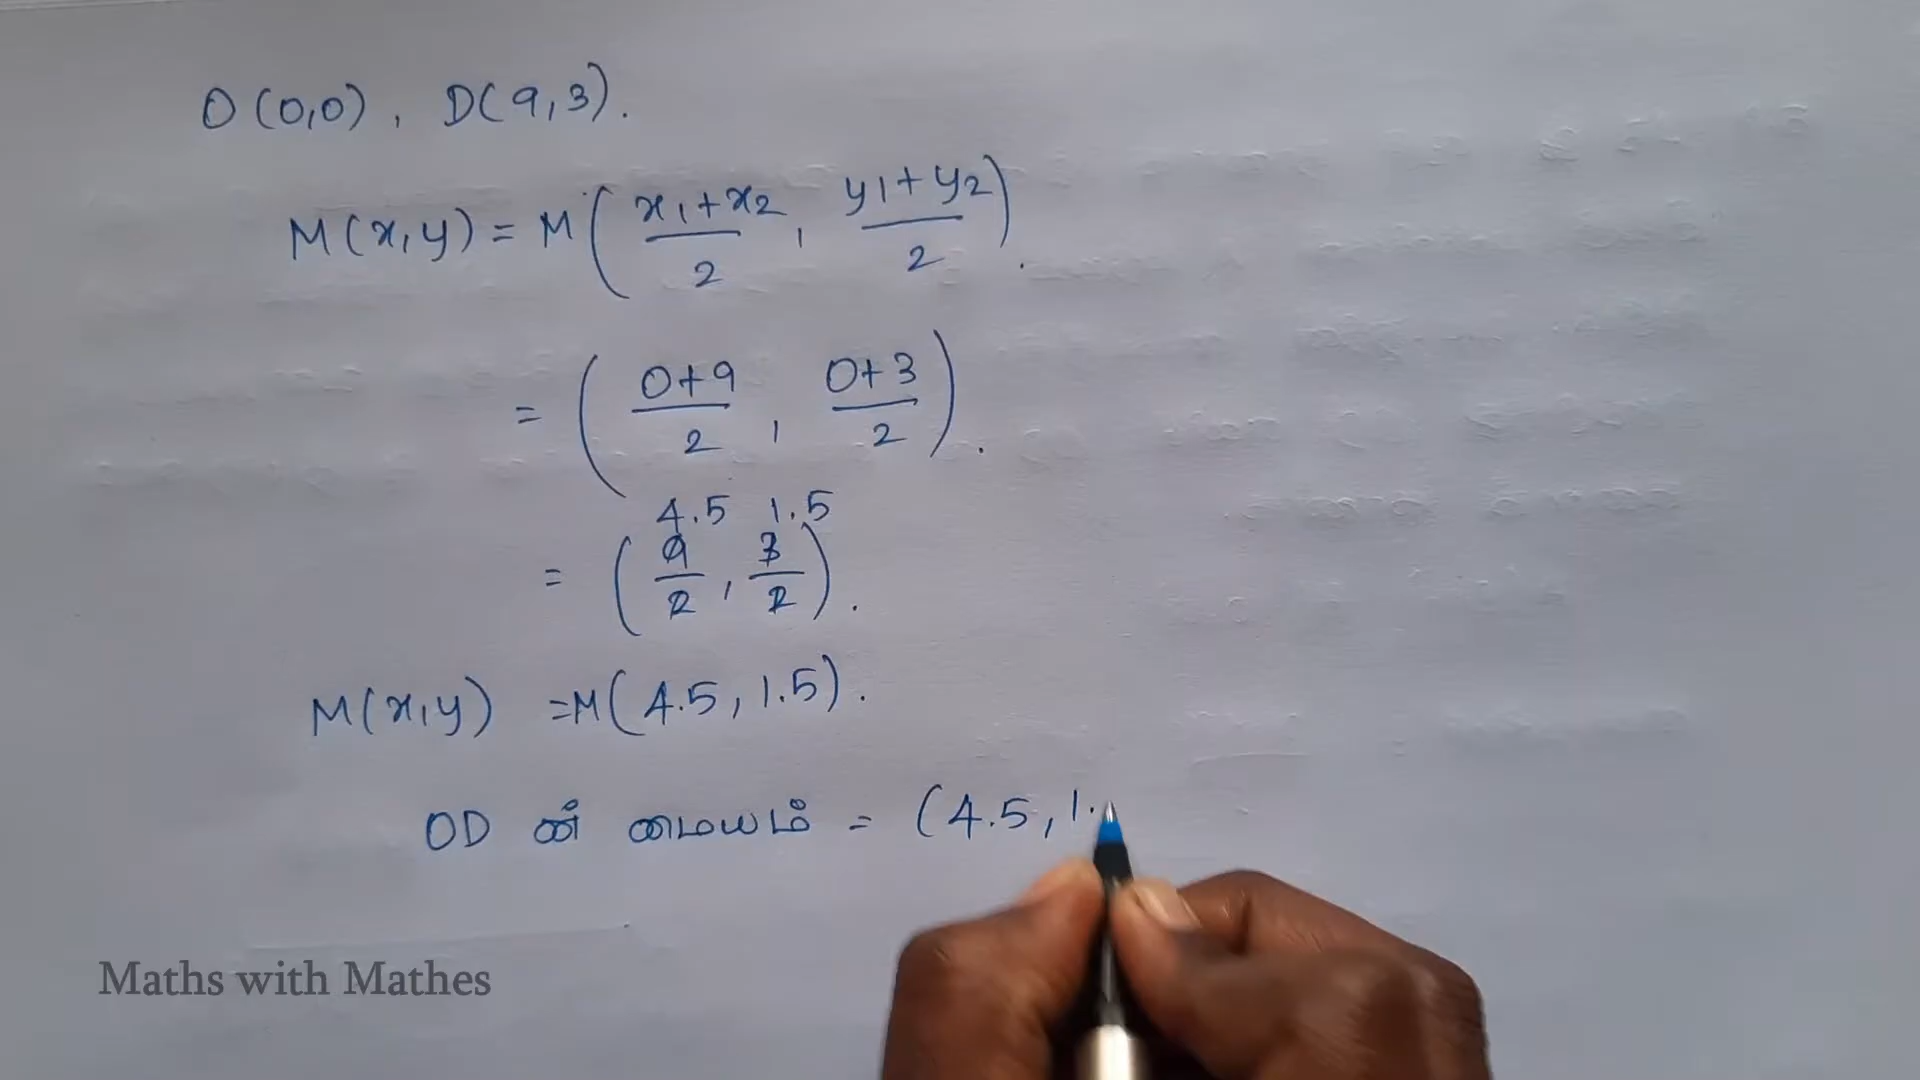 O(0,0), D(9,3).
M(x,y) = M(x1+x2/2, y1+y2/2).
= (0+9/2, 0+3/2).
4.5 1.5
= (9/2, 3/2).
M(x,y) =M(4.5, 1.5).
OD ன் மையம் = (4.5, 1.
Maths with Mathes